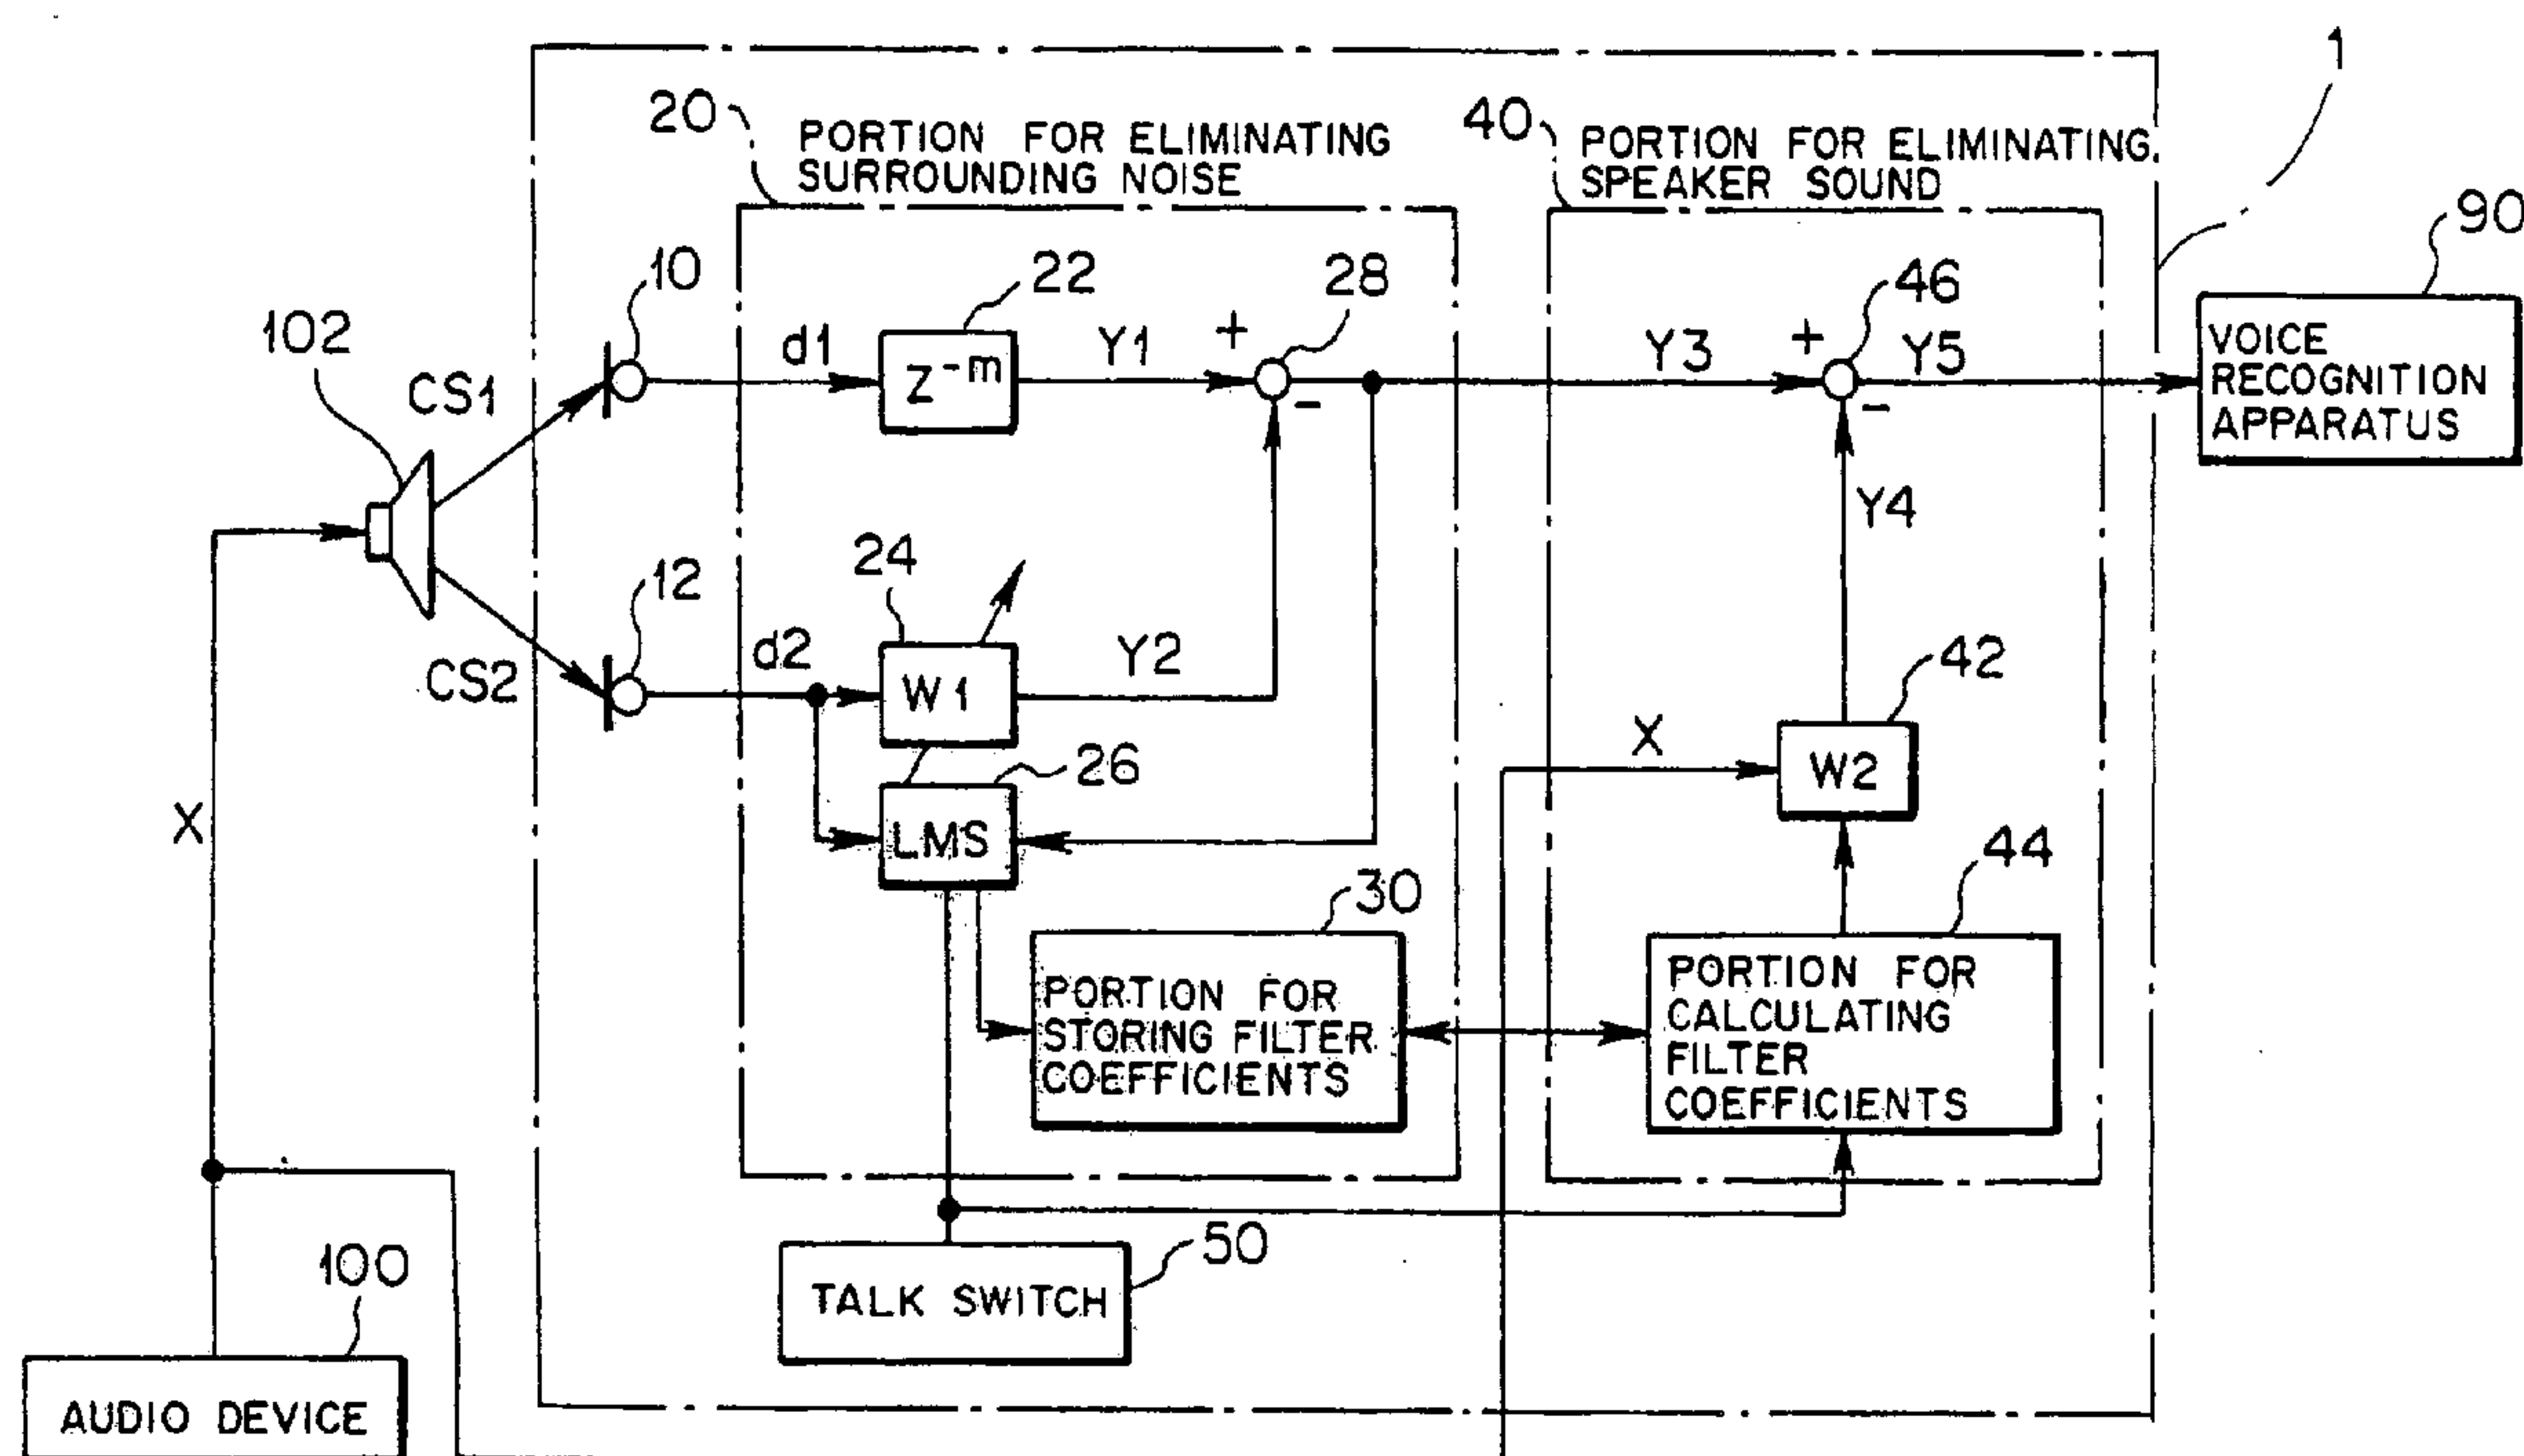 1
20
PORTION FOR ELIMINATING
SURROUNDING NOISE
40
PORTION FOR ELIMINATING
SPEAKER SOUND
90
10
22
28
46
102
CS1
d1
Z-m
Y1
+
-
Y3
+
-
Y5
VOICE
RECOGNITION
APPARATUS
Y4
24
12
CS2
d2
W1
Y2
42
X
W2
26
X
LMS
44
30
PORTION FOR
STORING FILTER
COEFFICIENTS
PORTION FOR
CALCULATING
FILTER
COEFFICIENTS
50
TALK SWITCH
100
AUDIO DEVICE